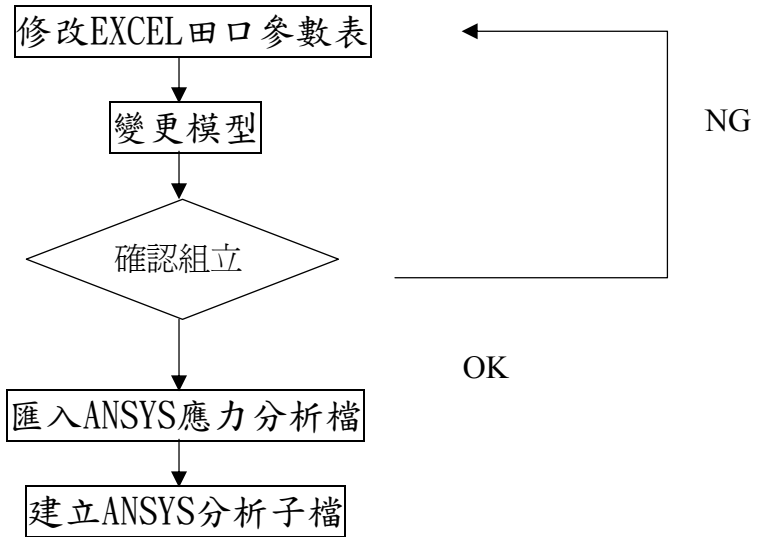 修改EXCEL田口參數表
變更模型
NG
確認組立
OK
匯入ANSYS應力分析檔
建立ANSYS分析子檔